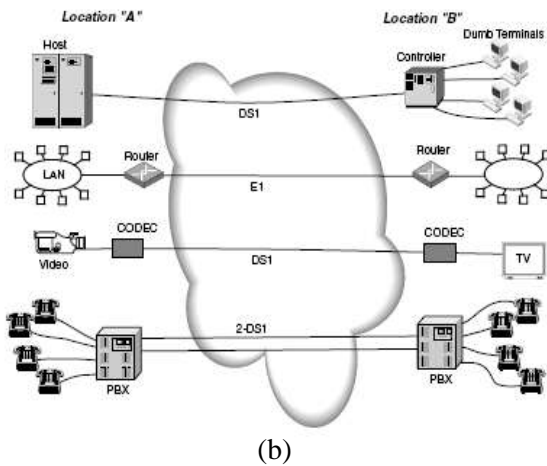 Location "A"
Location "B"
Host
Controller
Dumb Terminals
DS1
Router
Router
LAN
E1
CODEC
CODEC
Video
DS1
TV
2-DS1
PBX
PBX
(b)